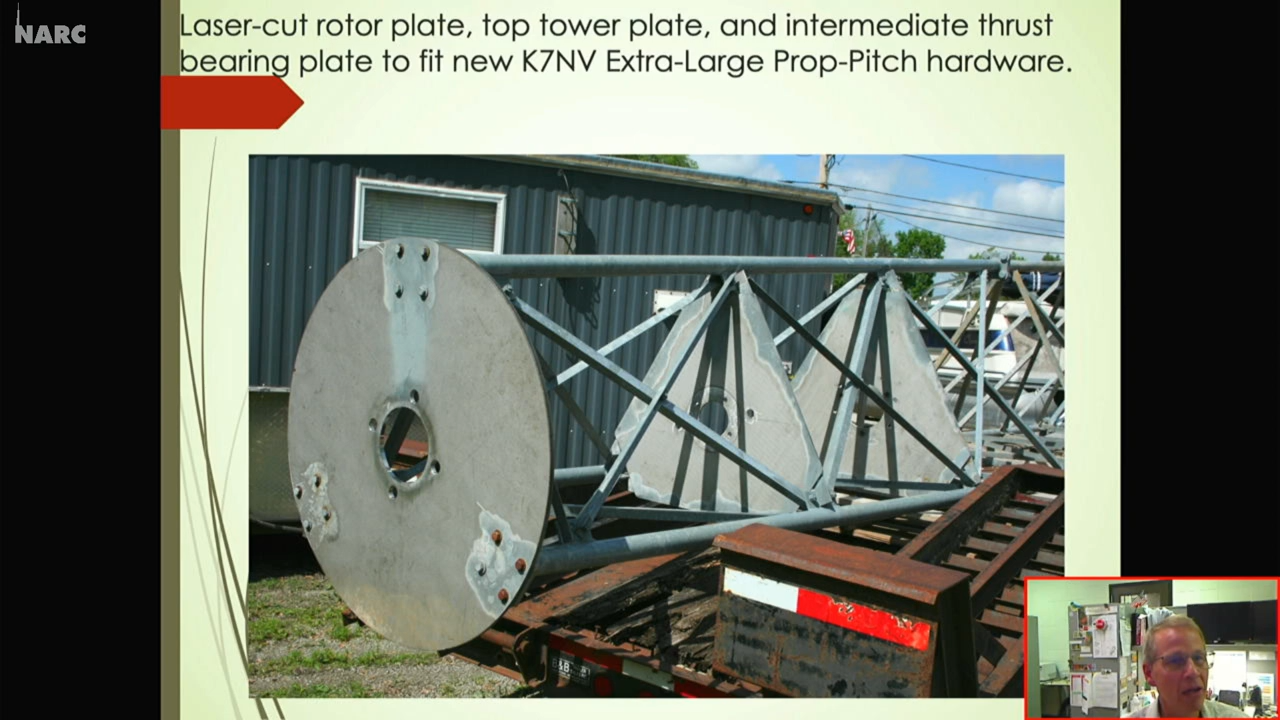 NARC
Laser-cut rotor plate, top tower plate, and intermediate thrust
bearing plate to fit new K7NV Extra-Large Prop-Pitch hardware.
B&B